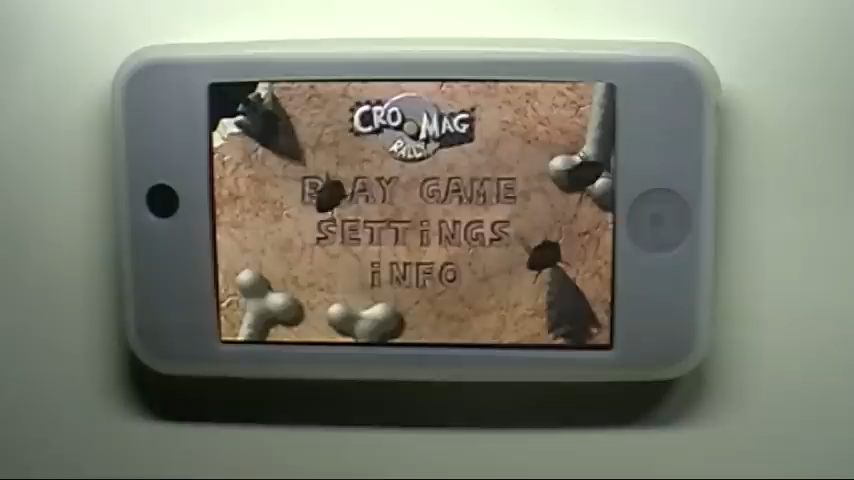 CRO MAG
RALLY
PLAY GAME
SETTiNGS
iNFO